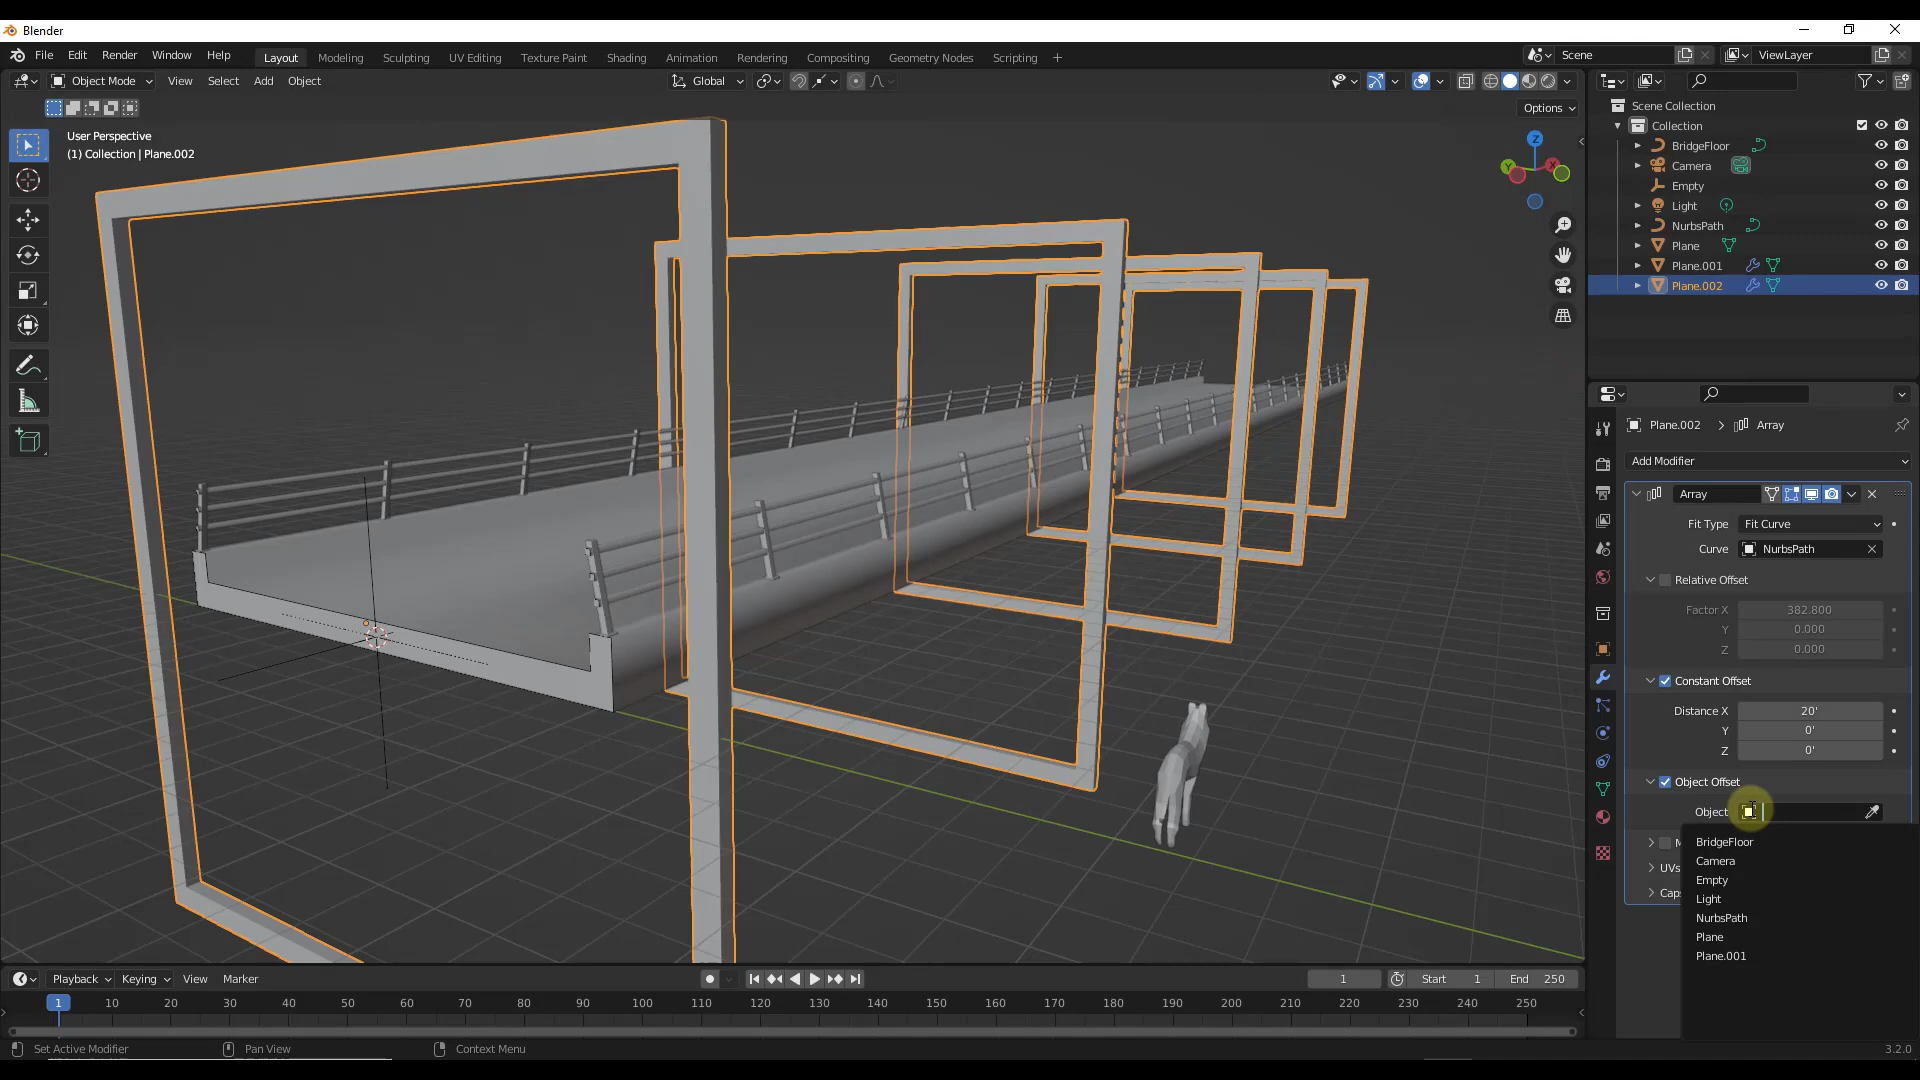 Blender
File Edit Render Window Help
Layout Modeling Sculpting UV Editing Texture Paint Shading Animation Rendering Compositing Geometry Nodes Scripting +
Scene
ViewLayer
Object Mode View Select Add Object
Global
Options
User Perspective
(1) Collection | Plane.002
Z
Y
X
Scene Collection
Collection
BridgeFloor
Camera
Empty
Light
NurbsPath
Plane
Plane.001
Plane.002
Plane.002 > Array
Add Modifier
Array
Fit Type Fit Curve
Curve NurbsPath
Relative Offset
Factor X 382.800
Y 0.000
Z 0.000
Constant Offset
Distance X 20'
Y 0'
Z 0'
Object Offset
Object
BridgeFloor
Camera
Empty
Light
NurbsPath
Plane
Plane.001
UVs
Playback Keying View Marker
1
Start 1
End 250
1 10 20 30 40 50 60 70 80 90 100 110 120 130 140 150 160 170 180 190 200 210 220 230 240 250
Set Active Modifier
Pan View
Context Menu
3.2.0